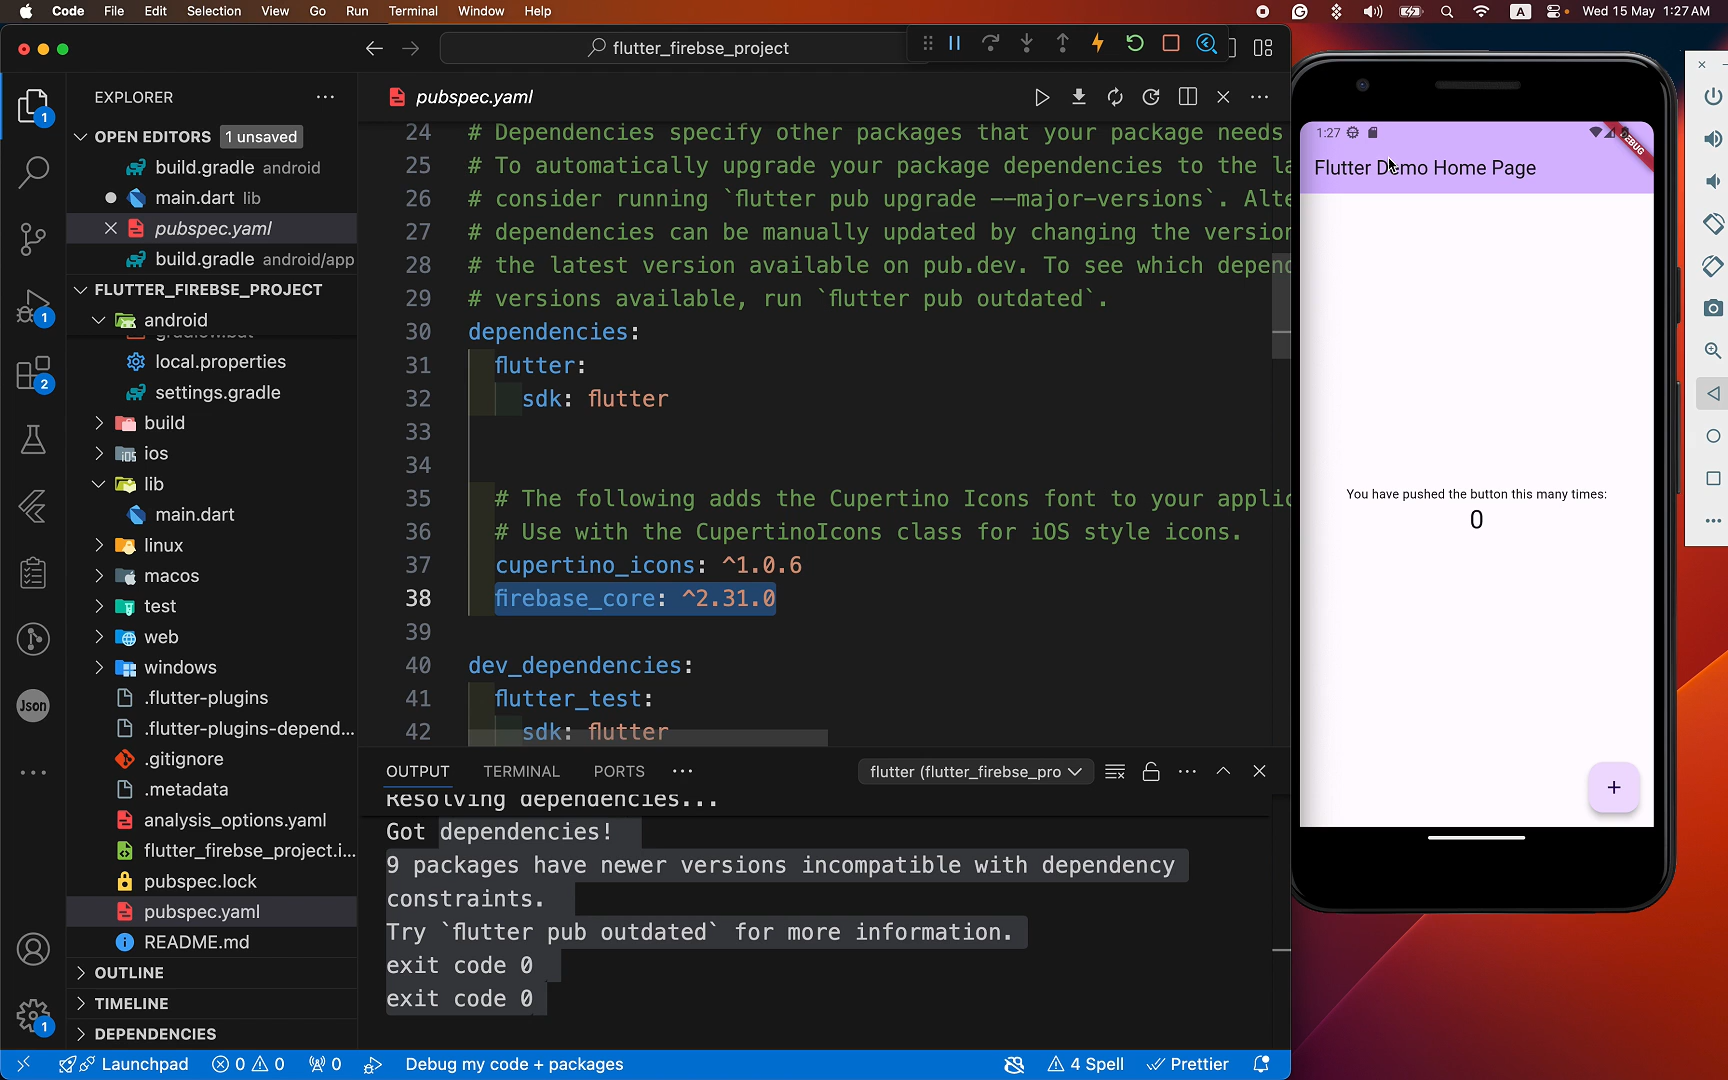 Code File Edit Selection View Go Run Terminal Window Help
A Wed 15 May 1:27 AM
flutter_firebse_project
EXPLORER
OPEN EDITORS 1 unsaved
build.gradle android
main.dart lib
pubspec.yaml
build.gradle android/app
FLUTTER_FIREBSE_PROJECT
android
local.properties
settings.gradle
build
ios
lib
main.dart
linux
macos
test
web
windows
.flutter-plugins
.flutter-plugins-depend...
.gitignore
.metadata
analysis_options.yaml
flutter_firebse_project.i...
pubspec.lock
pubspec.yaml
README.md
OUTLINE
TIMELINE
DEPENDENCIES
1
1
2
Json
1
pubspec.yaml
24 # Dependencies specify other packages that your package needs
25 # To automatically upgrade your package dependencies to the la
26 # consider running `flutter pub upgrade --major-versions`. Alte
27 # dependencies can be manually updated by changing the version
28 # the latest version available on pub.dev. To see which depend
29 # versions available, run `flutter pub outdated`.
30 dependencies:
31 flutter:
32 sdk: flutter
33
34
35 # The following adds the Cupertino Icons font to your applic
36 # Use with the CupertinoIcons class for iOS style icons.
37 cupertino_icons: ^1.0.6
38 firebase_core: ^2.31.0
39
40 dev_dependencies:
41 flutter_test:
42 sdk: flutter
OUTPUT TERMINAL PORTS
flutter (flutter_firebse_pro
Resolving dependencies...
Got dependencies!
9 packages have newer versions incompatible with dependency
constraints.
Try `flutter pub outdated` for more information.
exit code 0
exit code 0
Launchpad 0 0 0 Debug my code + packages 4 Spell Prettier
1:27
DEBUG
Flutter Demo Home Page
You have pushed the button this many times:
0
+